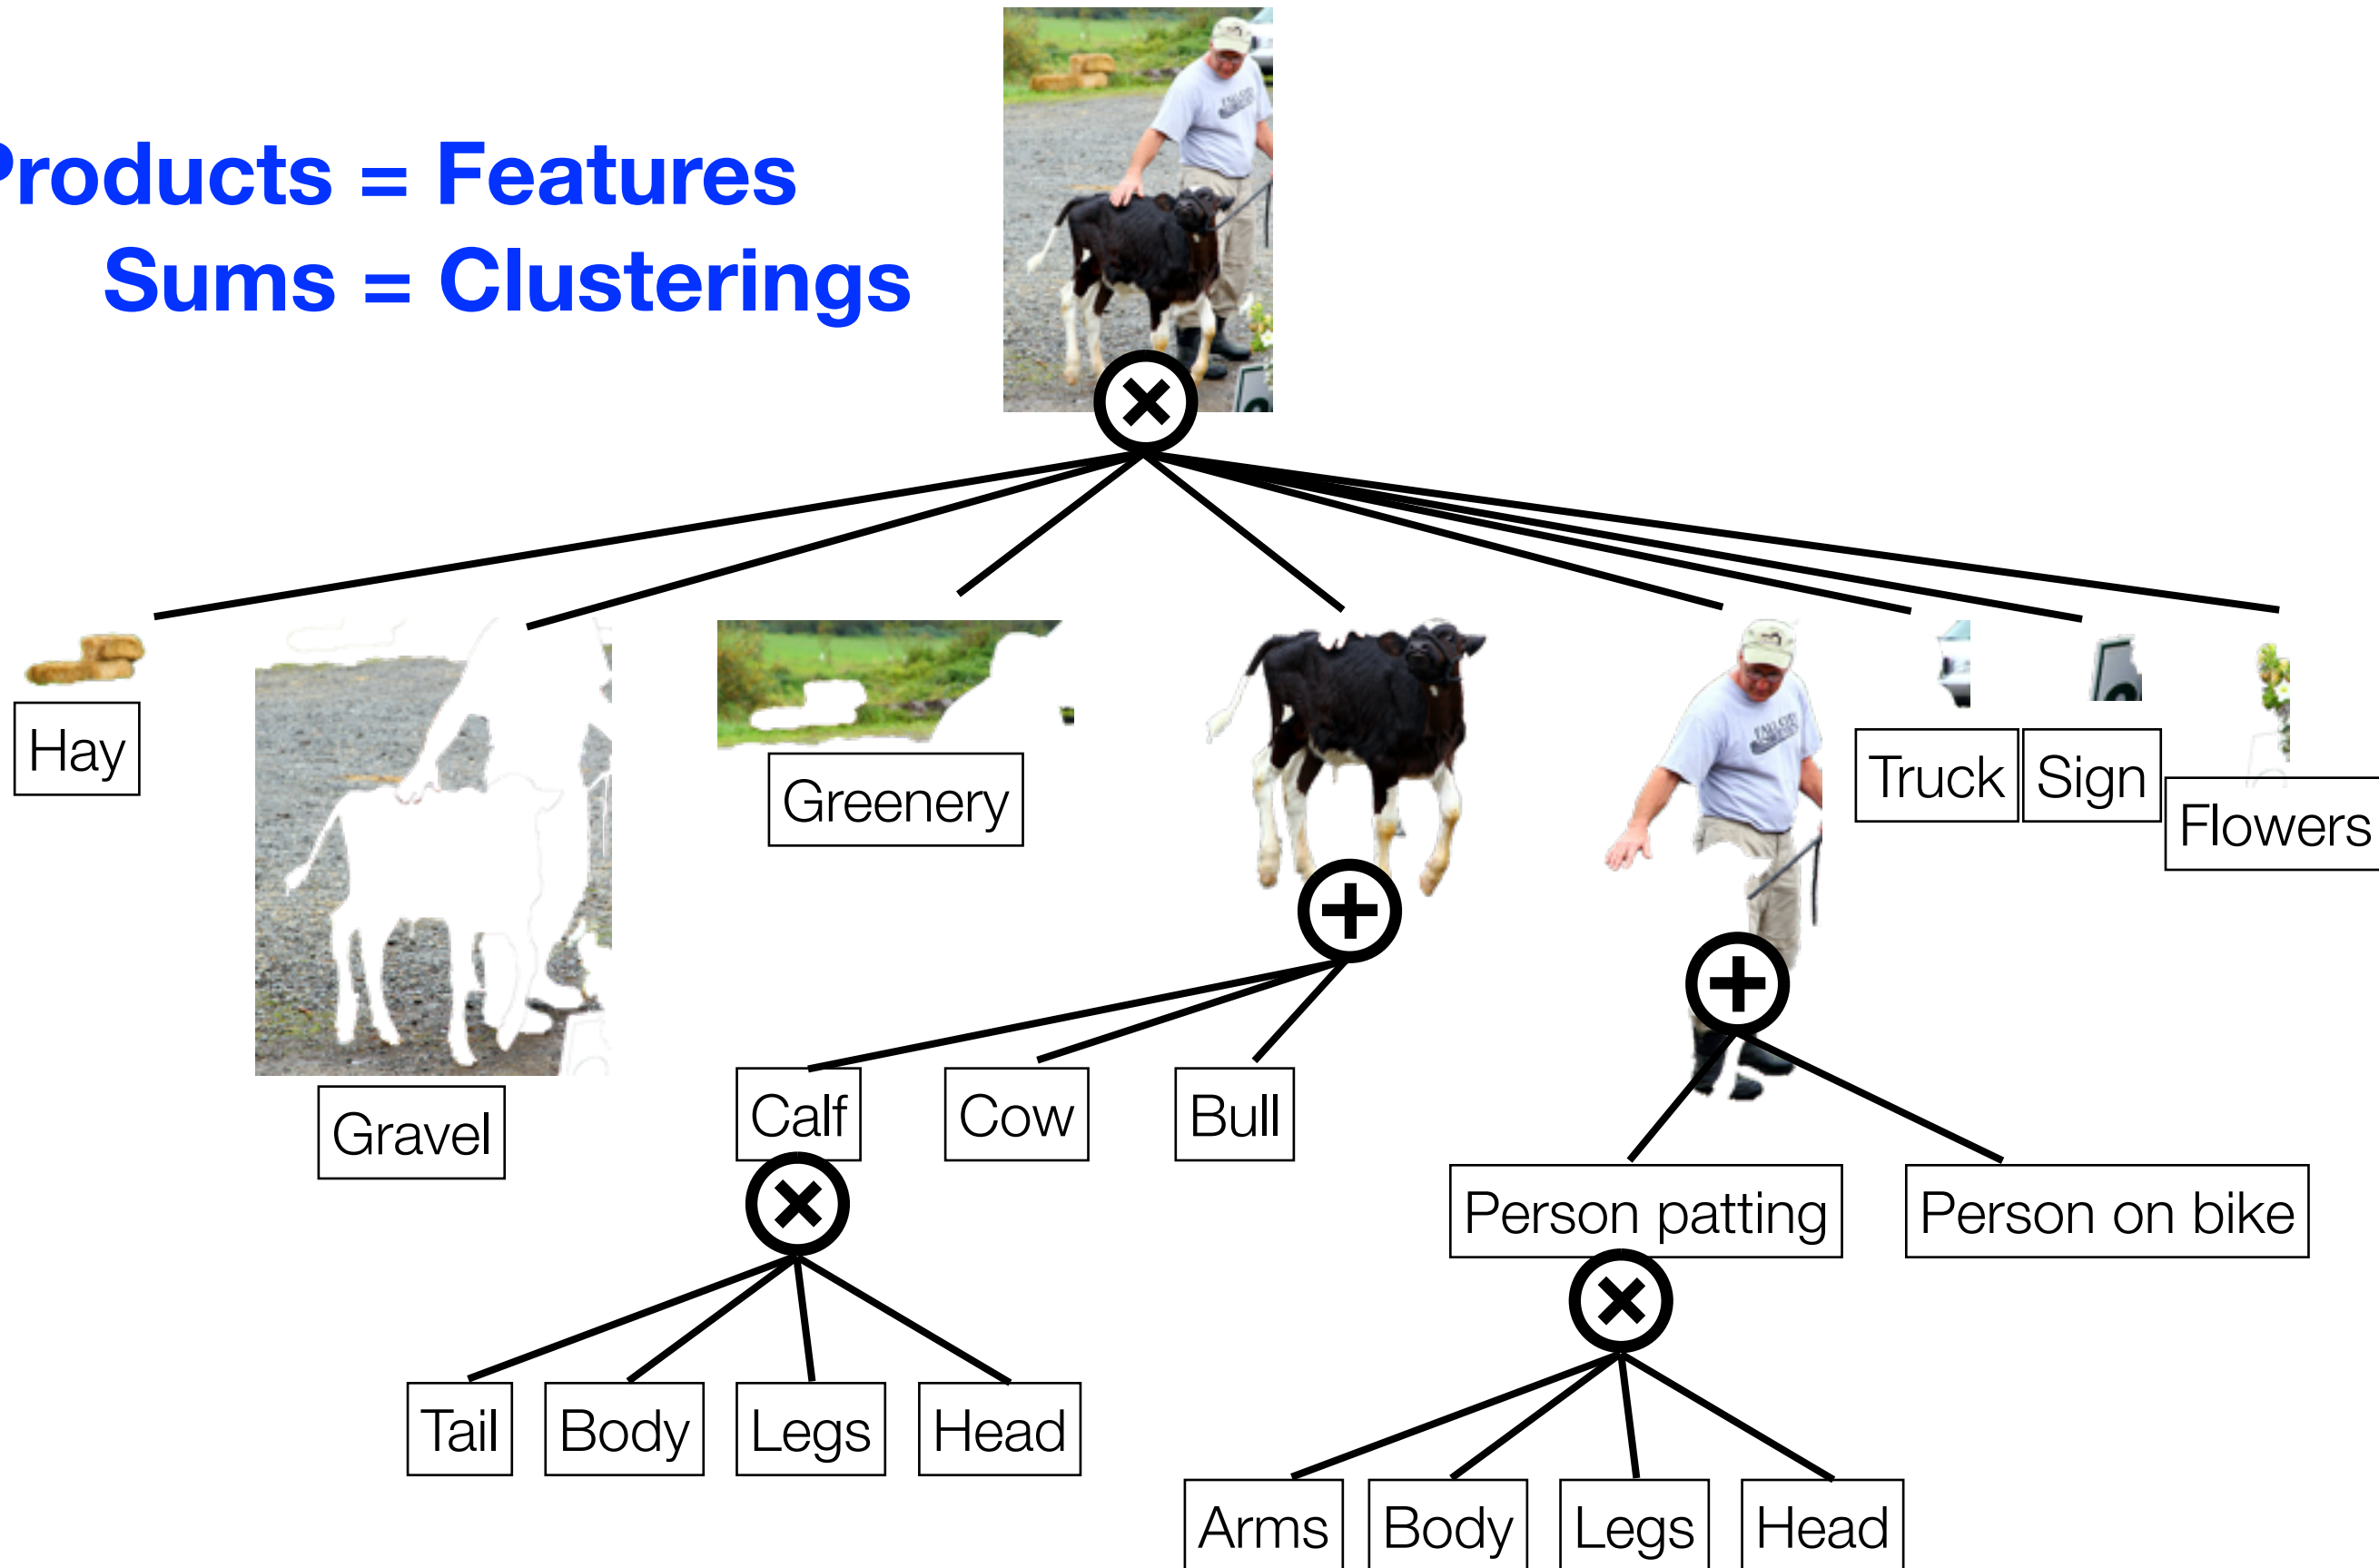 Products = Features
Sums = Clusterings
Hay
Gravel
Greenery
Truck
Sign
Flowers
Calf
Cow
Bull
Person patting
Person on bike
Tail
Body
Legs
Head
Arms
Body
Legs
Head